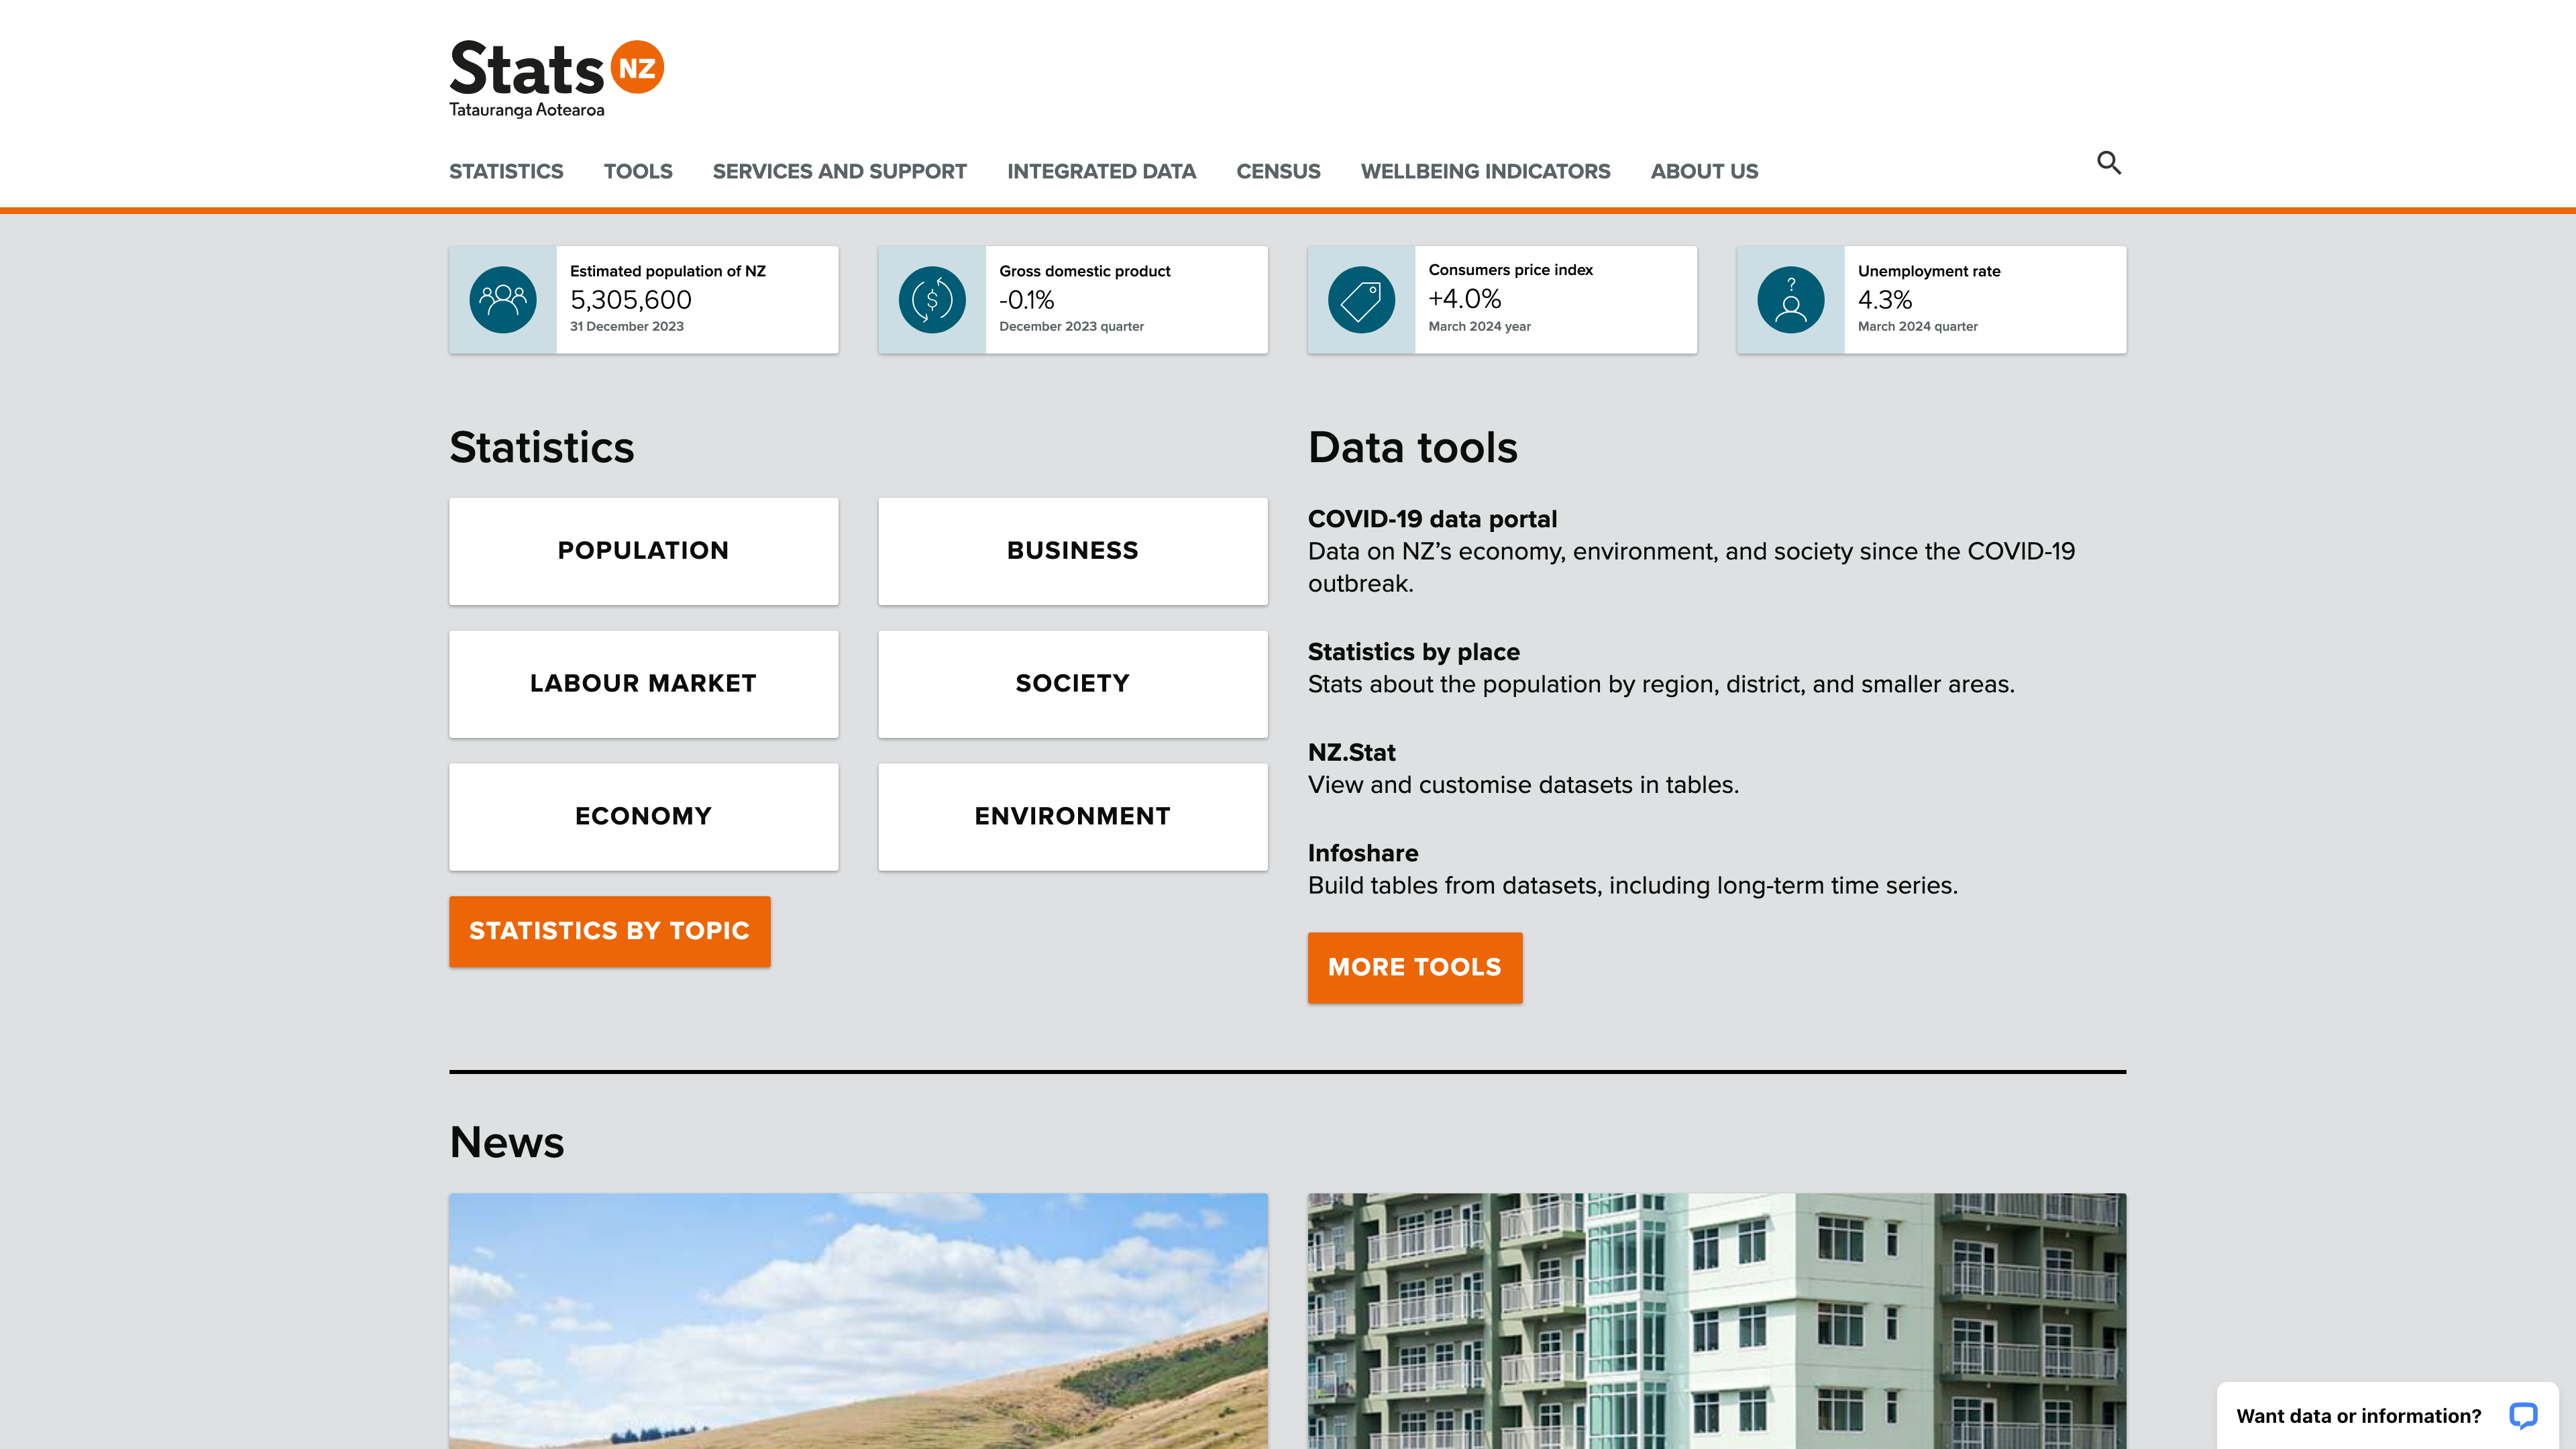 Stats NZ
Tatauranga Aotearoa
STATISTICS TOOLS SERVICES AND SUPPORT INTEGRATED DATA CENSUS WELLBEING INDICATORS ABOUT US
Estimated population of NZ
5,305,600
31 December 2023
$
Gross domestic product
-0.1%
December 2023 quarter
Consumers price index
+4.0%
March 2024 year
?
Unemployment rate
4.3%
March 2024 quarter
Statistics
POPULATION
BUSINESS
LABOUR MARKET
SOCIETY
ECONOMY
ENVIRONMENT
STATISTICS BY TOPIC
Data tools
COVID-19 data portal
Data on NZ’s economy, environment, and society since the COVID-19
outbreak.
Statistics by place
Stats about the population by region, district, and smaller areas.
NZ.Stat
View and customise datasets in tables.
Infoshare
Build tables from datasets, including long-term time series.
MORE TOOLS
News
Want data or information?